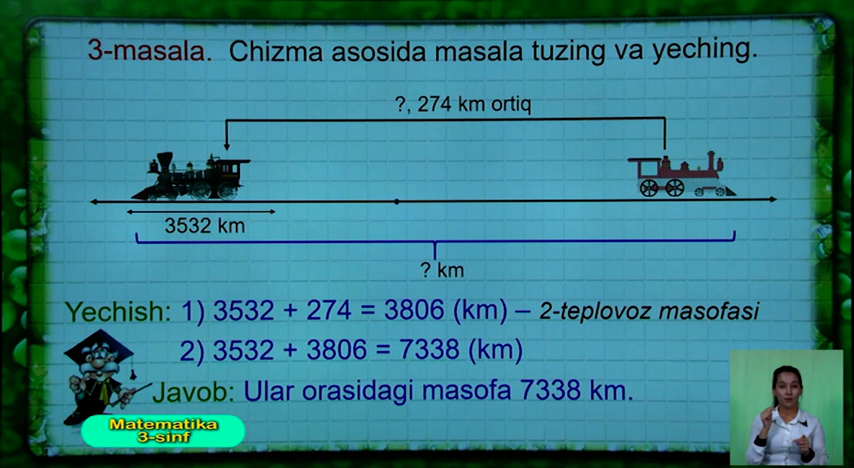 3-masala. Chizma asosida masala tuzing va yeching.
?, 274 km ortiq
3532 km
? km
Yechish: 1) 3532 + 274 = 3806 (km) – 2-teplovoz masofasi
2) 3532 + 3806 = 7338 (km)
Javob: Ular orasidagi masofa 7338 km.
Matematika
3-sinf